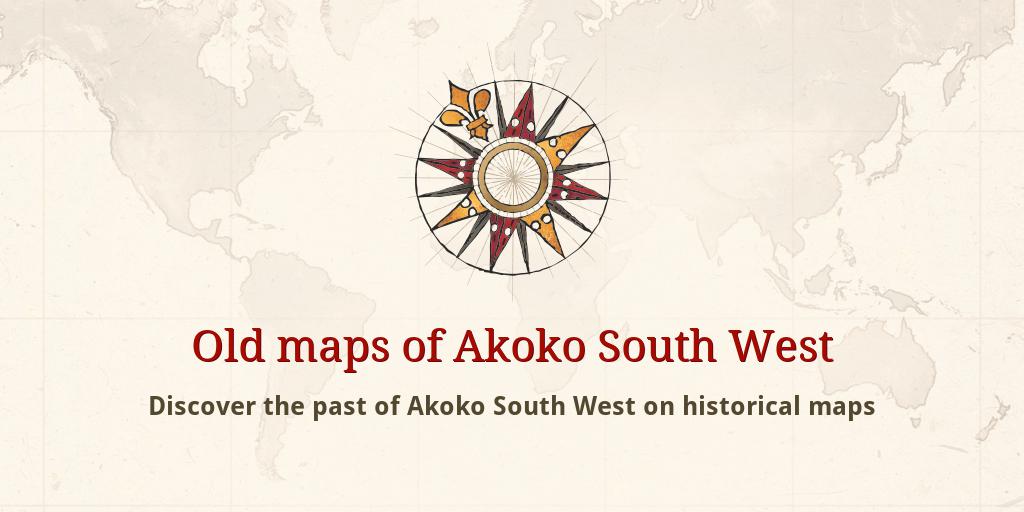 Old maps of Akoko South West
Discover the past of Akoko South West on historical maps